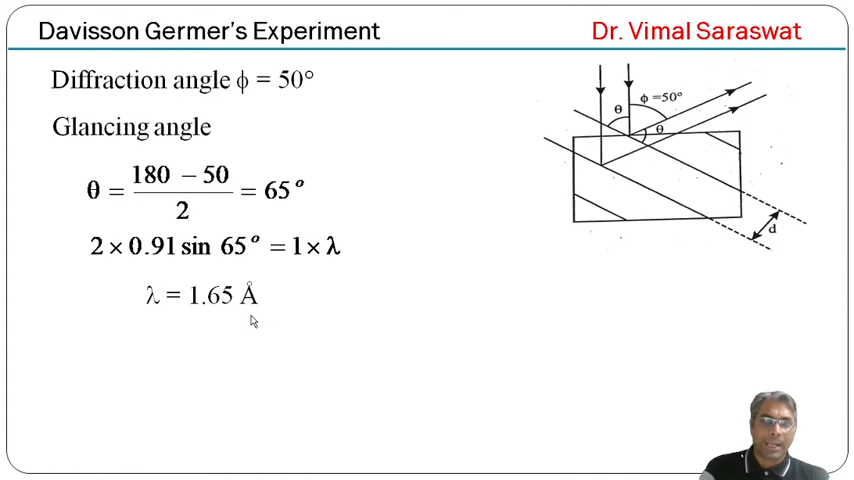 Davisson Germer's Experiment
Dr. Vimal Saraswat
Diffraction angle ϕ = 50°
Glancing angle
θ = (180 – 50)/2 = 65°
2 × 0.91 sin 65° = 1 × λ
λ = 1.65 Å
θ
ϕ =50°
θ
d